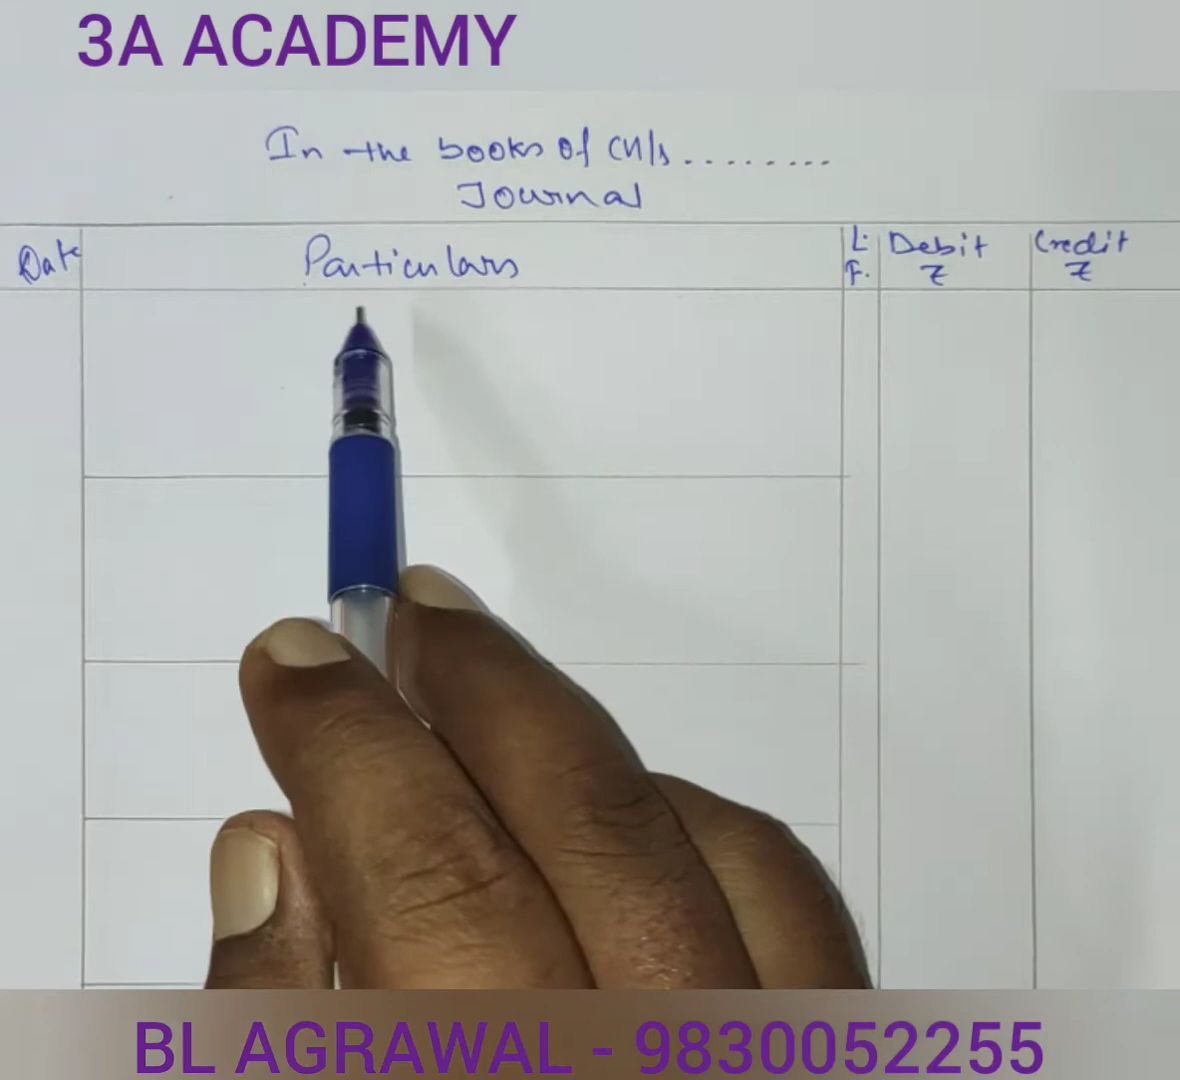 3A ACADEMY
In the books of M/s.........
Journal
Date Particulars L. F. Debit ₹ Credit ₹
BL AGRAWAL - 9830052255